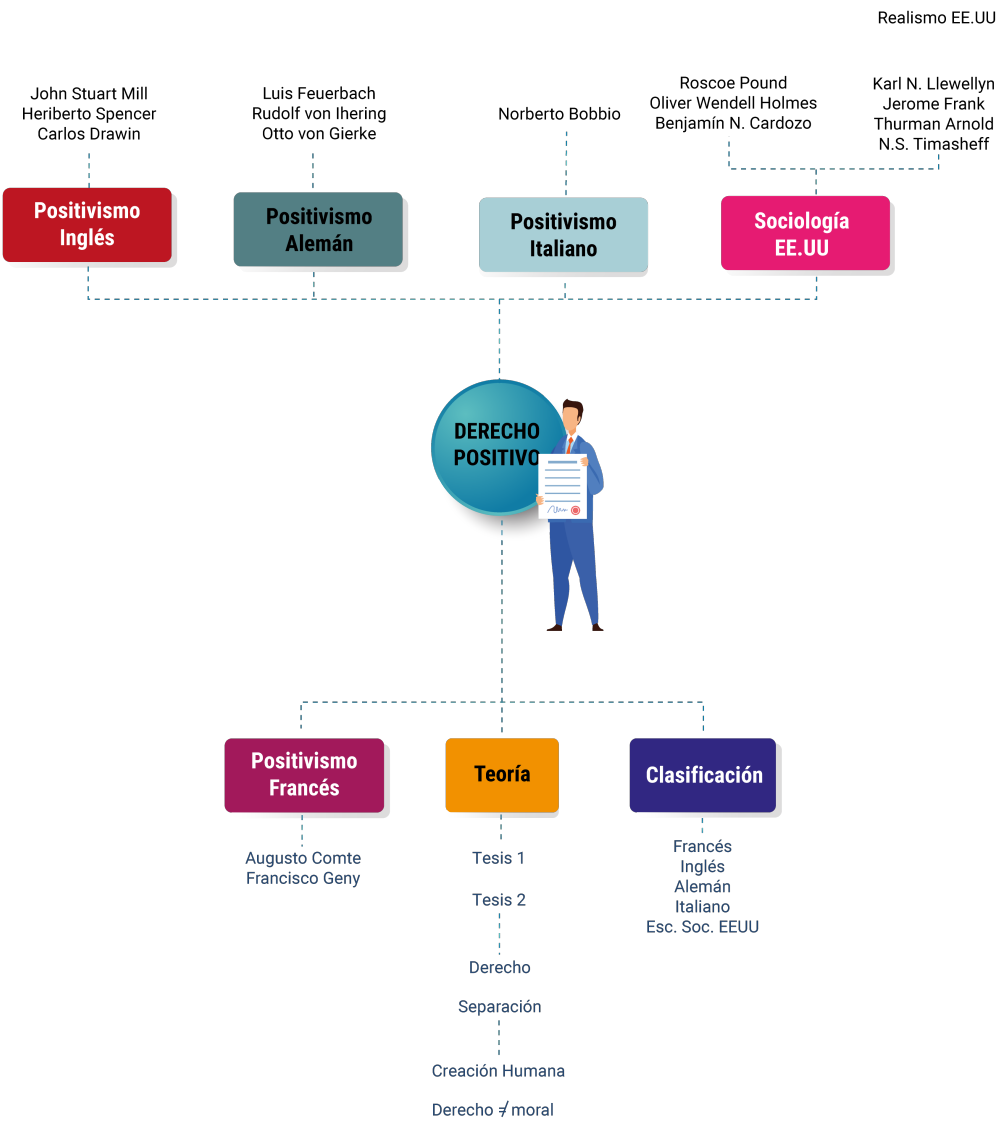 Realismo EE.UU
John Stuart Mill
Heriberto Spencer
Carlos Drawin
Luis Feuerbach
Rudolf von Ihering
Otto von Gierke
Norberto Bobbio
Roscoe Pound
Oliver Wendell Holmes
Benjamín N. Cardozo
Karl N. Llewellyn
Jerome Frank
Thurman Arnold
N.S. Timasheff
Positivismo
Inglés
Positivismo
Alemán
Positivismo
Italiano
Sociología
EE.UU
DERECHO
POSITIVO
Positivismo
Francés
Teoría
Clasificación
Augusto Comte
Francisco Geny
Tesis 1
Tesis 2
Derecho
Separación
Creación Humana
Derecho ≠ moral
Francés
Inglés
Alemán
Italiano
Esc. Soc. EEUU